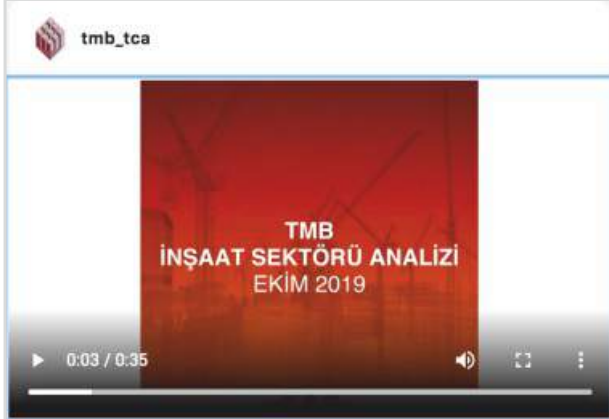 tmb_tca
TMB
İNŞAAT SEKTÖRÜ ANALİZİ
EKİM 2019
0:03 / 0:35